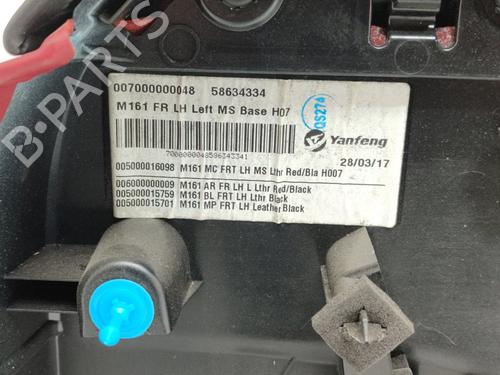 007000000048 58634334
M161 FR LH Left MS Base H07
QS274
Yanfeng
7000000048586343341
28/03/17
005000016098 M161 MC FRT LH MS Lthr Red/Bla H007
006000000009 M161 AR FR LH L Lthr Red/Black
005000015759 M161 BL FRT LH Lthr Black
005000015701 M161 MP FRT LH Leather Black